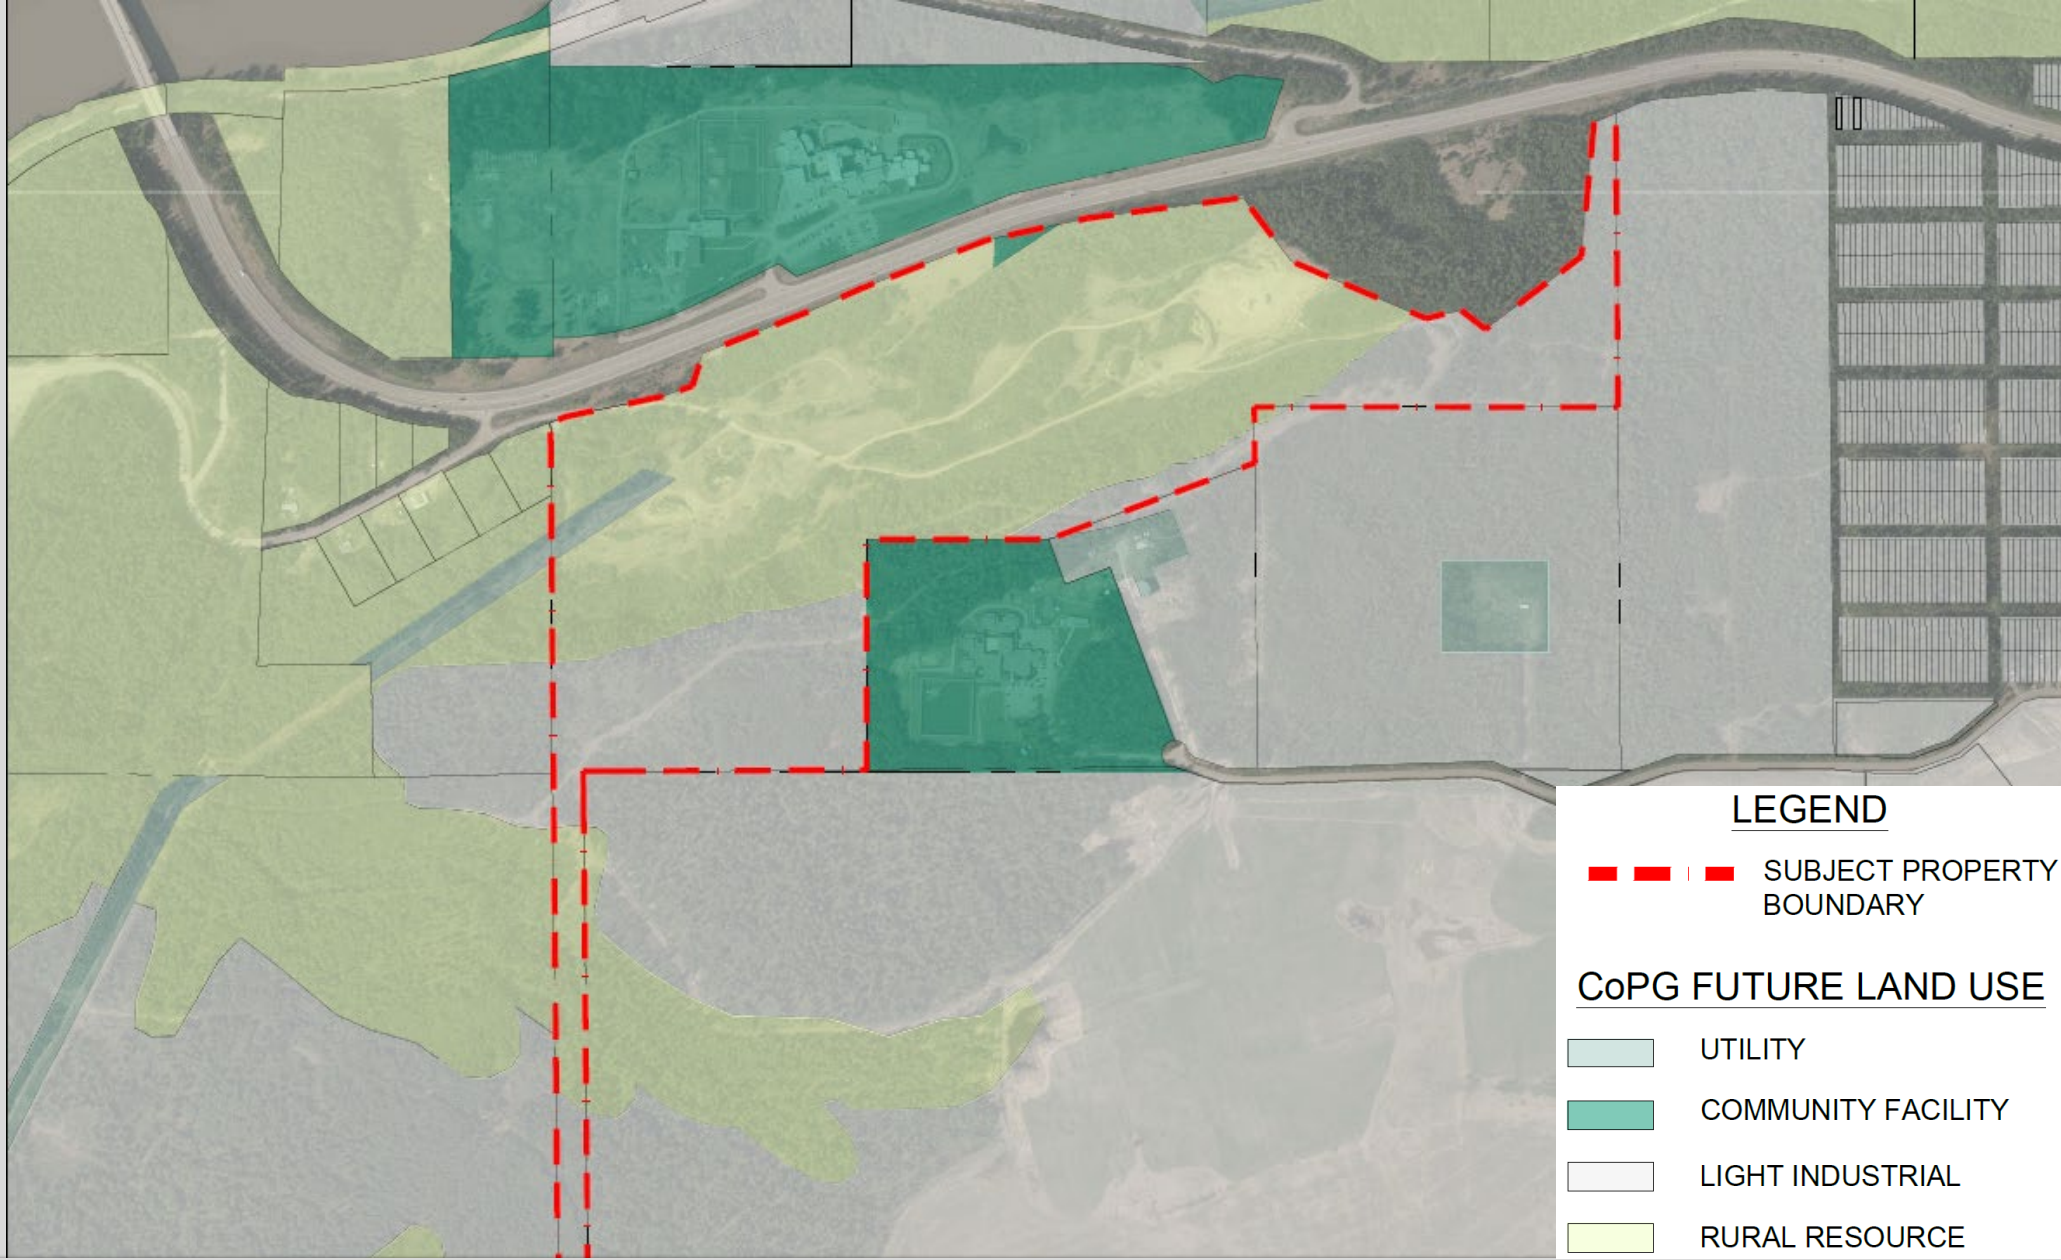 LEGEND
SUBJECT PROPERTY
BOUNDARY
CoPG FUTURE LAND USE
UTILITY
COMMUNITY FACILITY
LIGHT INDUSTRIAL
RURAL RESOURCE